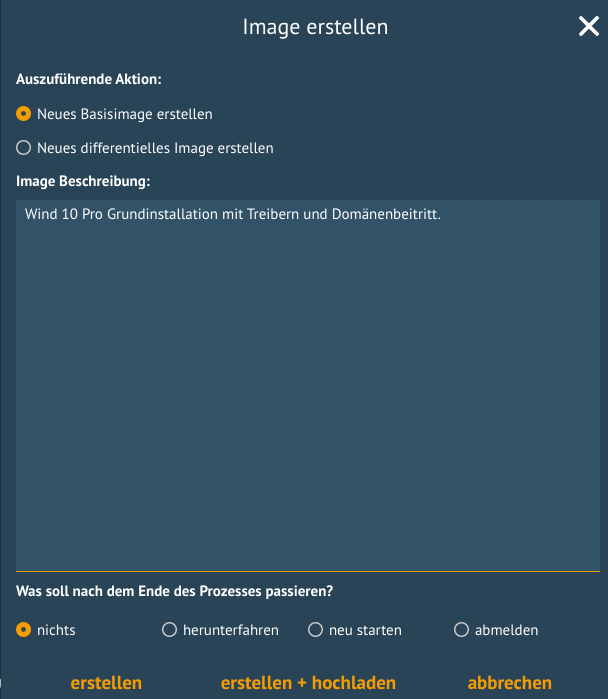 Image erstellen
Auszuführende Aktion:
Neues Basisimage erstellen
Neues differentielles Image erstellen
Image Beschreibung:
Wind 10 Pro Grundinstallation mit Treibern und Domänenbeitritt.
Was soll nach dem Ende des Prozesses passieren?
nichts herunterfahren neu starten abmelden
erstellen erstellen + hochladen abbrechen